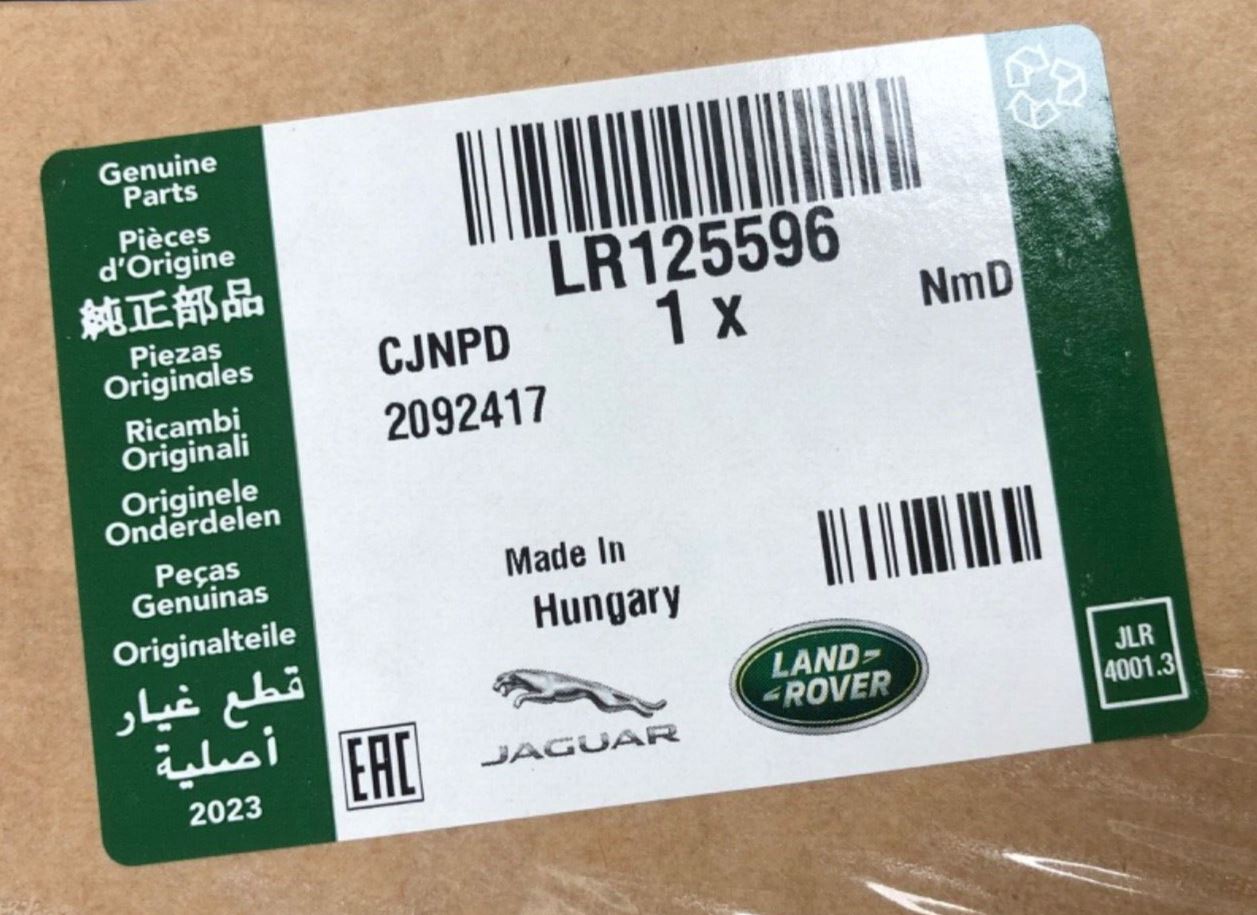 Genuine
Parts
Pièces
d'Origine
純正部品
Piezas
Originales
Ricambi
Originali
Originele
Onderdelen
Peças
Genuinas
Originalteile
قطع غيار
أصلية
2023
LR125596
1 x
NmD
CJNPD
2092417
Made In
Hungary
EAC
JAGUAR
LAND-
-ROVER
JLR
4001.3